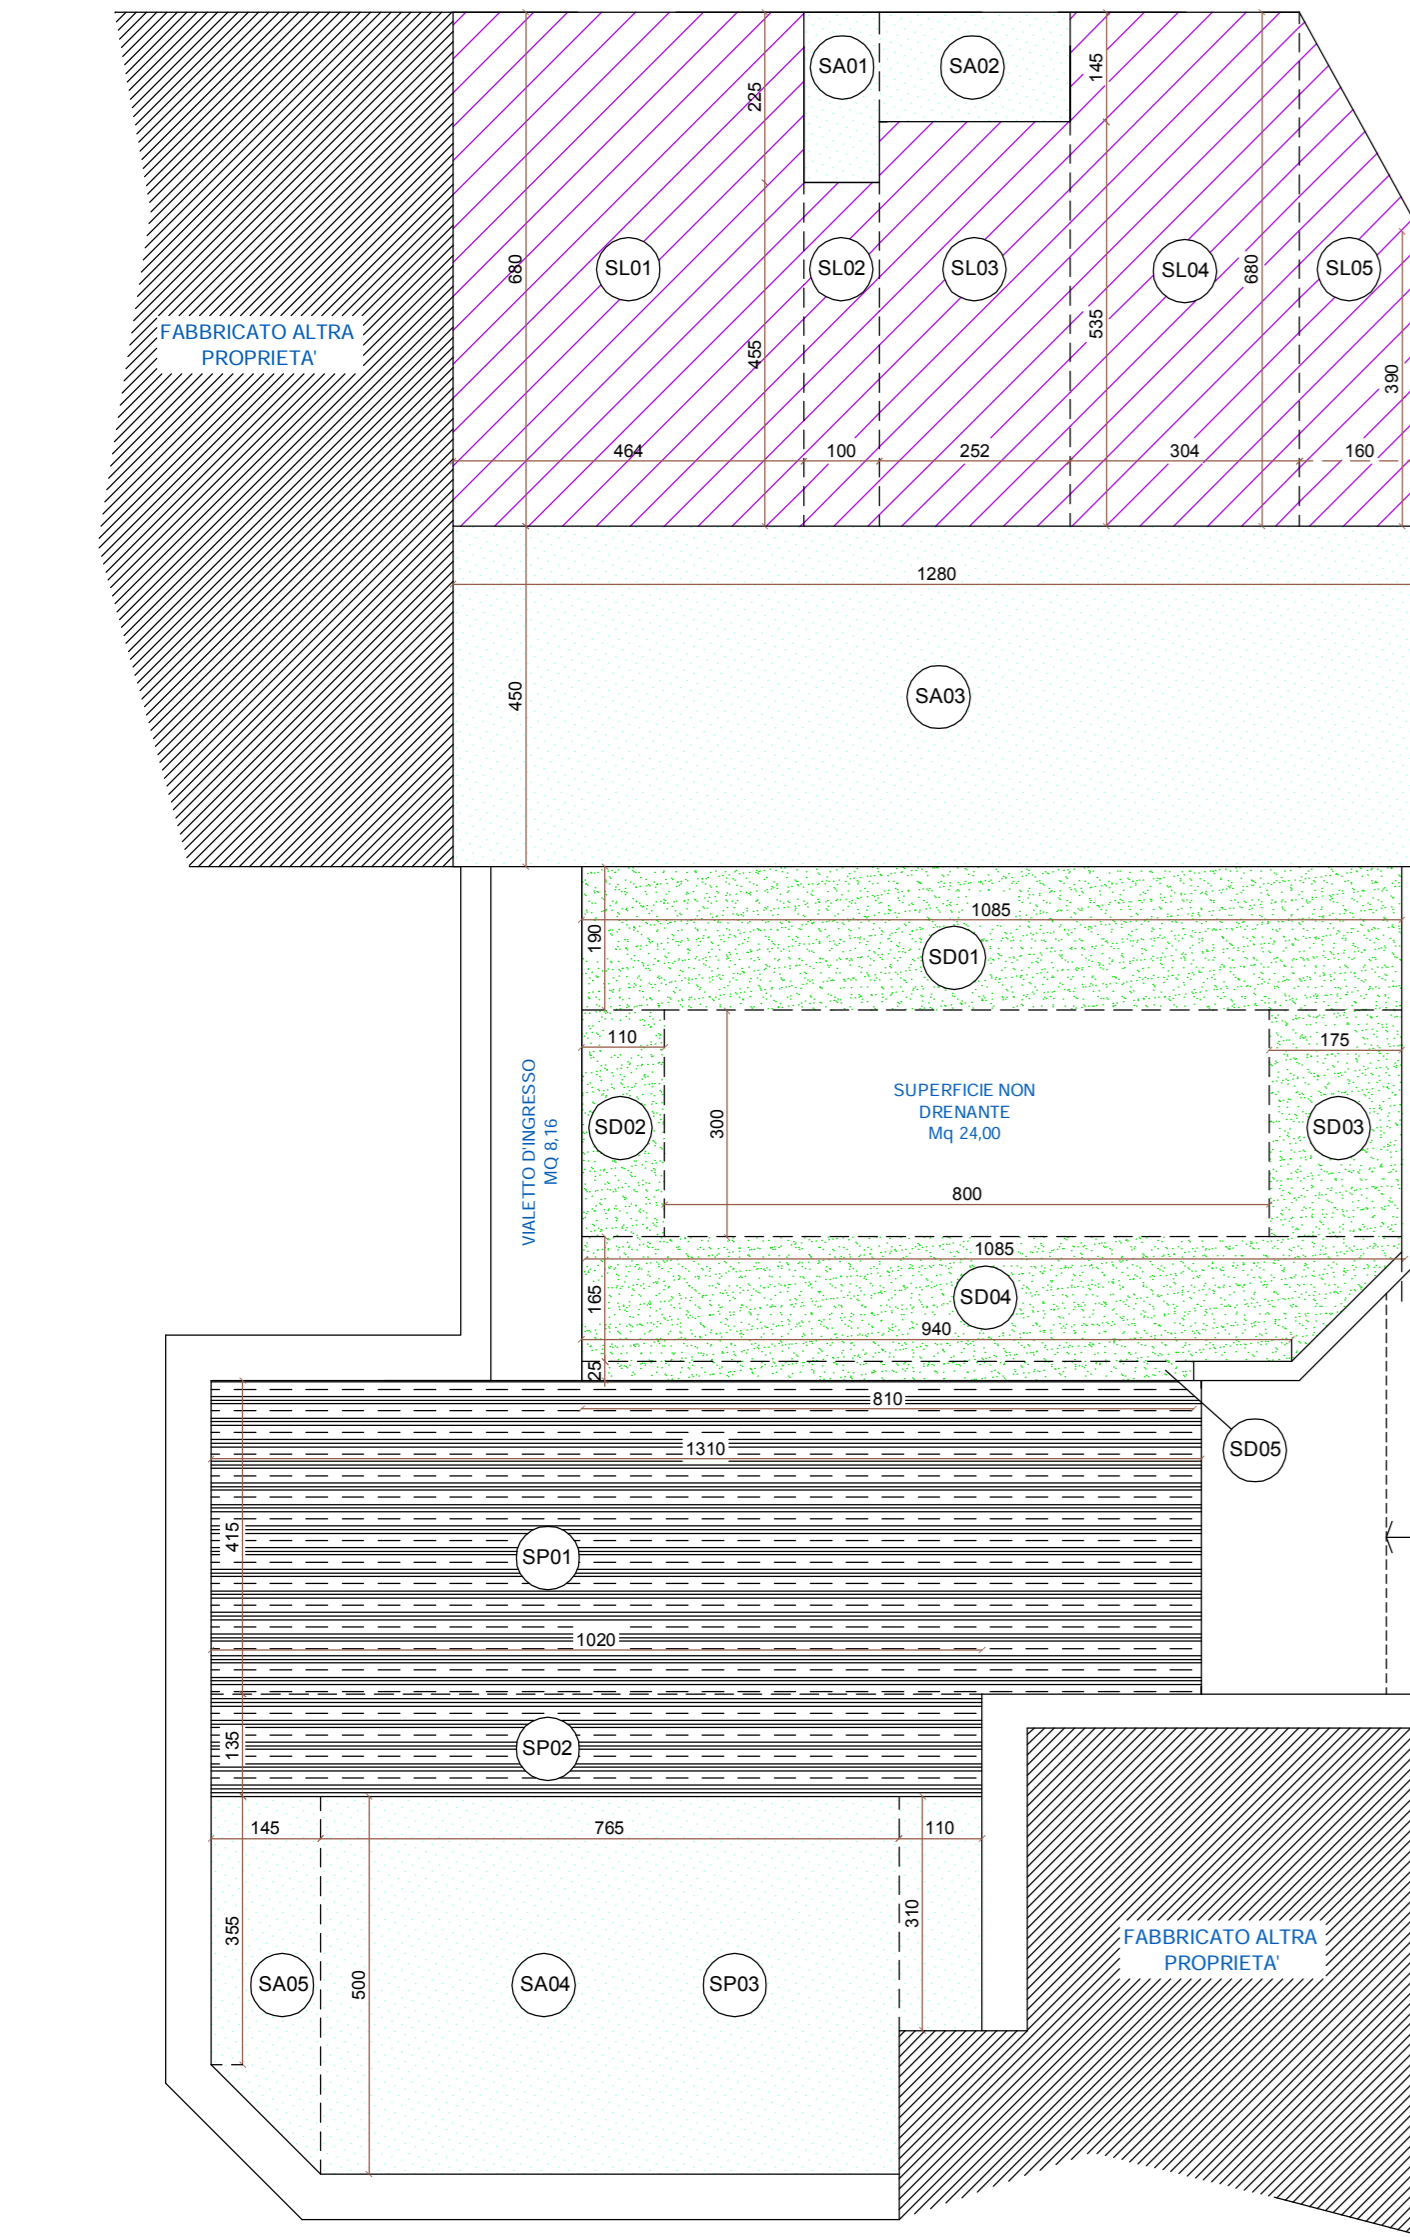 SA01
SA02
145
225
SL01
SL02
SL03
SL04
SL05
680
680
FABBRICATO ALTRA
PROPRIETA'
535
455
390
464
100
252
304
160
1280
450
SA03
1085
190
SD01
110
175
SUPERFICIE NON
DRENANTE
Mq 24,00
VIALETTO D'INGRESSO
MQ 8,16
300
SD02
SD03
800
1085
165
SD04
940
25
810
1310
SD05
415
SP01
1020
135
SP02
145
765
110
355
310
500
SA05
SA04
SP03
FABBRICATO ALTRA
PROPRIETA'